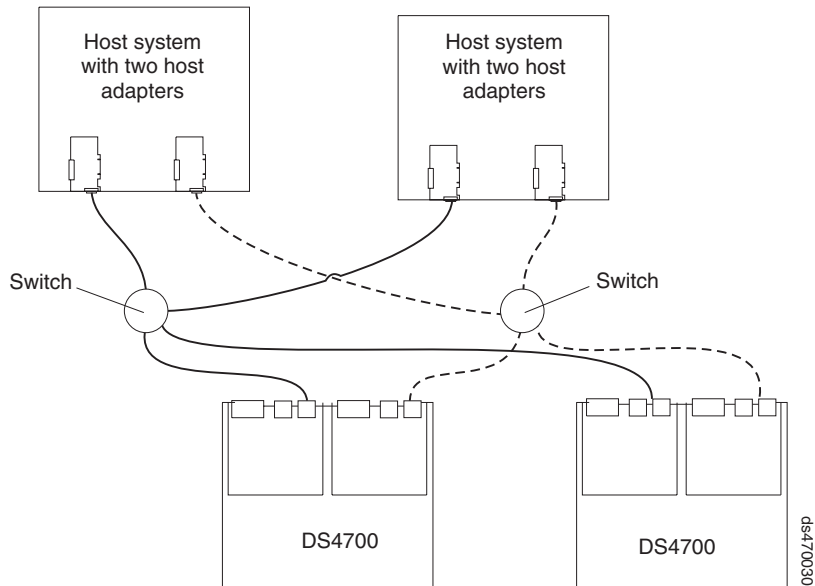 Host system
with two host
adapters
Host system
with two host
adapters
Switch
Switch
DS4700
DS4700
ds470030